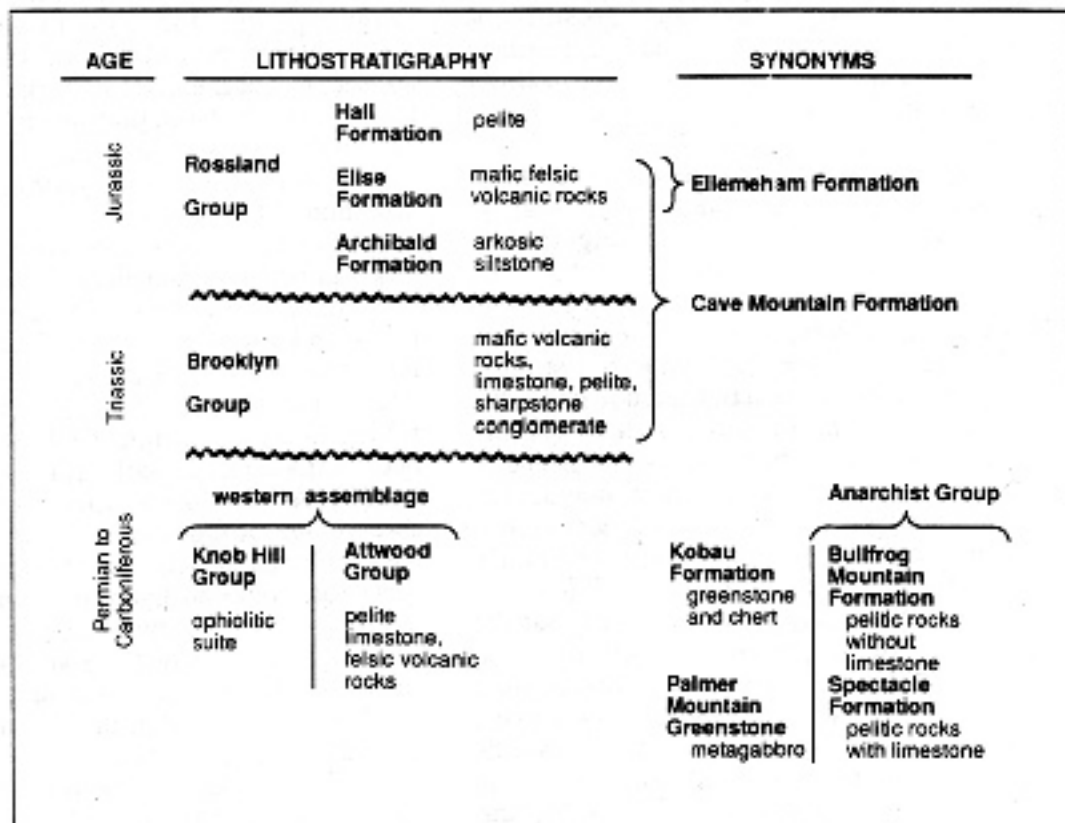 AGE
LITHOSTRATIGRAPHY
SYNONYMS
Jurassic
Rossland
Group
Hall
Formation
pelite
Elise
Formation
mafic felsic
volcanic rocks
Archibald
Formation
arkosic
siltstone
Ellemeham Formation
Cave Mountain Formation
Triassic
Brooklyn
Group
mafic volcanic
rocks,
limestone, pelite,
sharpstone
conglomerate
Permian to
Carboniferous
western assemblage
Knob Hill
Group
ophiolitic
suite
Attwood
Group
pelite
limestone,
felsic volcanic
rocks
Anarchist Group
Kobau
Formation
greenstone
and chert
Palmer
Mountain
Greenstone
metagabbro
Bullfrog
Mountain
Formation
pelitic rocks
without
limestone
Spectacle
Formation
pelitic rocks
with limestone